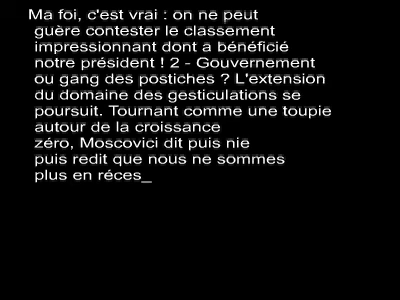 Ma foi, c'est vrai : on ne peut
guère contester le classement
impressionnant dont a bénéficié
notre président ! 2 - Gouvernement
ou gang des postiches ? L'extension
du domaine des gesticulations se
poursuit. Tournant comme une toupie
autour de la croissance
zéro, Moscovici dit puis nie
puis redit que nous ne sommes
plus en réces_